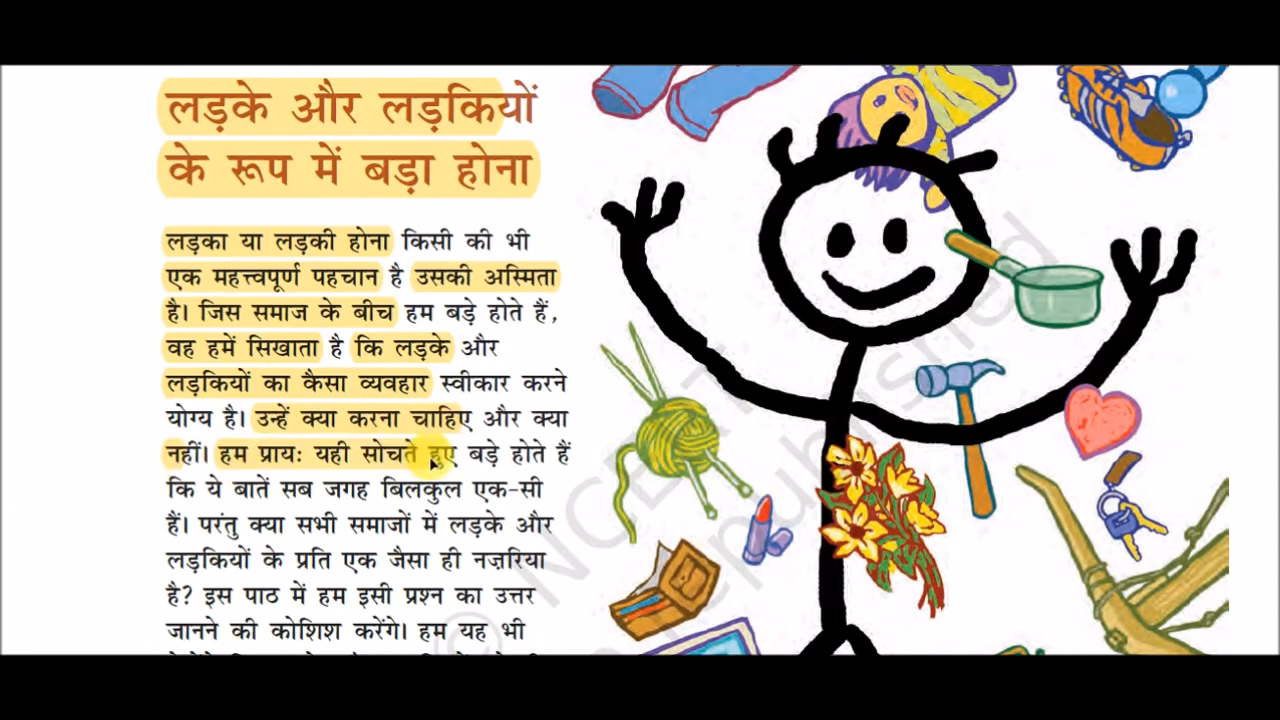 लड़के और लड़कियों
के रूप में बड़ा होना
लड़का या लड़की होना किसी की भी
एक महत्त्वपूर्ण पहचान है उसकी अस्मिता
है। जिस समाज के बीच हम बड़े होते हैं,
वह हमें सिखाता है कि लड़के और
लड़कियों का कैसा व्यवहार स्वीकार करने
योग्य है। उन्हें क्या करना चाहिए और क्या
नहीं। हम प्रायः यही सोचते हुए बड़े होते हैं
कि ये बातें सब जगह बिलकुल एक-सी
हैं। परंतु क्या सभी समाजों में लड़के और
लड़कियों के प्रति एक जैसा ही नज़रिया
है? इस पाठ में हम इसी प्रश्न का उत्तर
जानने की कोशिश करेंगे। हम यह भी
© NCERT
republished